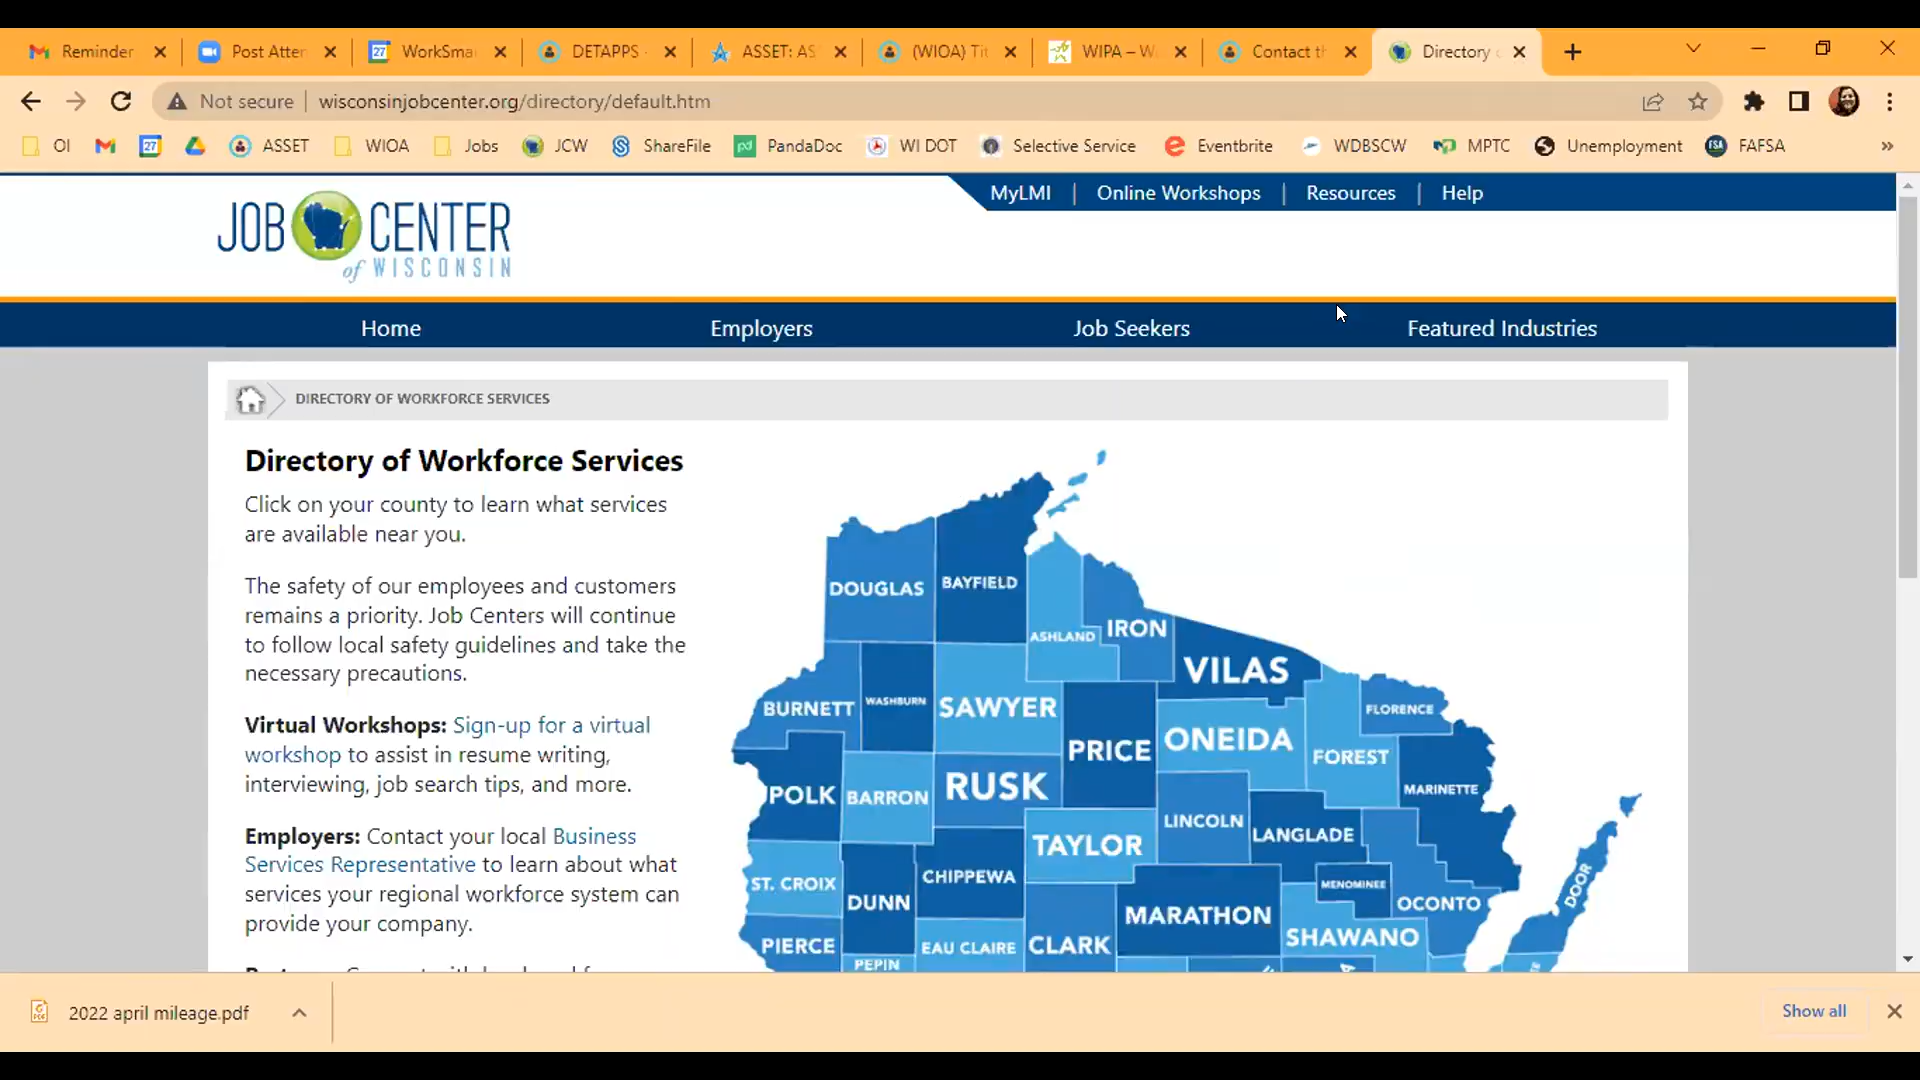 Reminder
Post Atter
WorkSma
DETAPPS -
ASSET: AS
(WIOA) Tit
WIPA – W
Contact th
Directory
Not secure
wisconsinjobcenter.org/directory/default.htm
OI
27
ASSET
WIOA
Jobs
JCW
ShareFile
pd
PandaDoc
WI DOT
Selective Service
Eventbrite
WDBSCW
MPTC
Unemployment
FSA
FAFSA
MyLMI
Online Workshops
Resources
Help
JOB CENTER
of WISCONSIN
Home
Employers
Job Seekers
Featured Industries
DIRECTORY OF WORKFORCE SERVICES
Directory of Workforce Services
Click on your county to learn what services
are available near you.
The safety of our employees and customers
remains a priority. Job Centers will continue
to follow local safety guidelines and take the
necessary precautions.
Virtual Workshops: Sign-up for a virtual
workshop to assist in resume writing,
interviewing, job search tips, and more.
Employers: Contact your local Business
Services Representative to learn about what
services your regional workforce system can
provide your company.
DOUGLAS
BAYFIELD
ASHLAND
IRON
VILAS
BURNETT
WASHBURN
SAWYER
PRICE
ONEIDA
FLORENCE
FOREST
MARINETTE
POLK
BARRON
RUSK
TAYLOR
LINCOLN
LANGLADE
ST. CROIX
DUNN
CHIPPEWA
MARATHON
MENOMINEE
OCONTO
DOOR
PIERCE
PEPIN
EAU CLAIRE
CLARK
SHAWANO
2022 april mileage.pdf
Show all